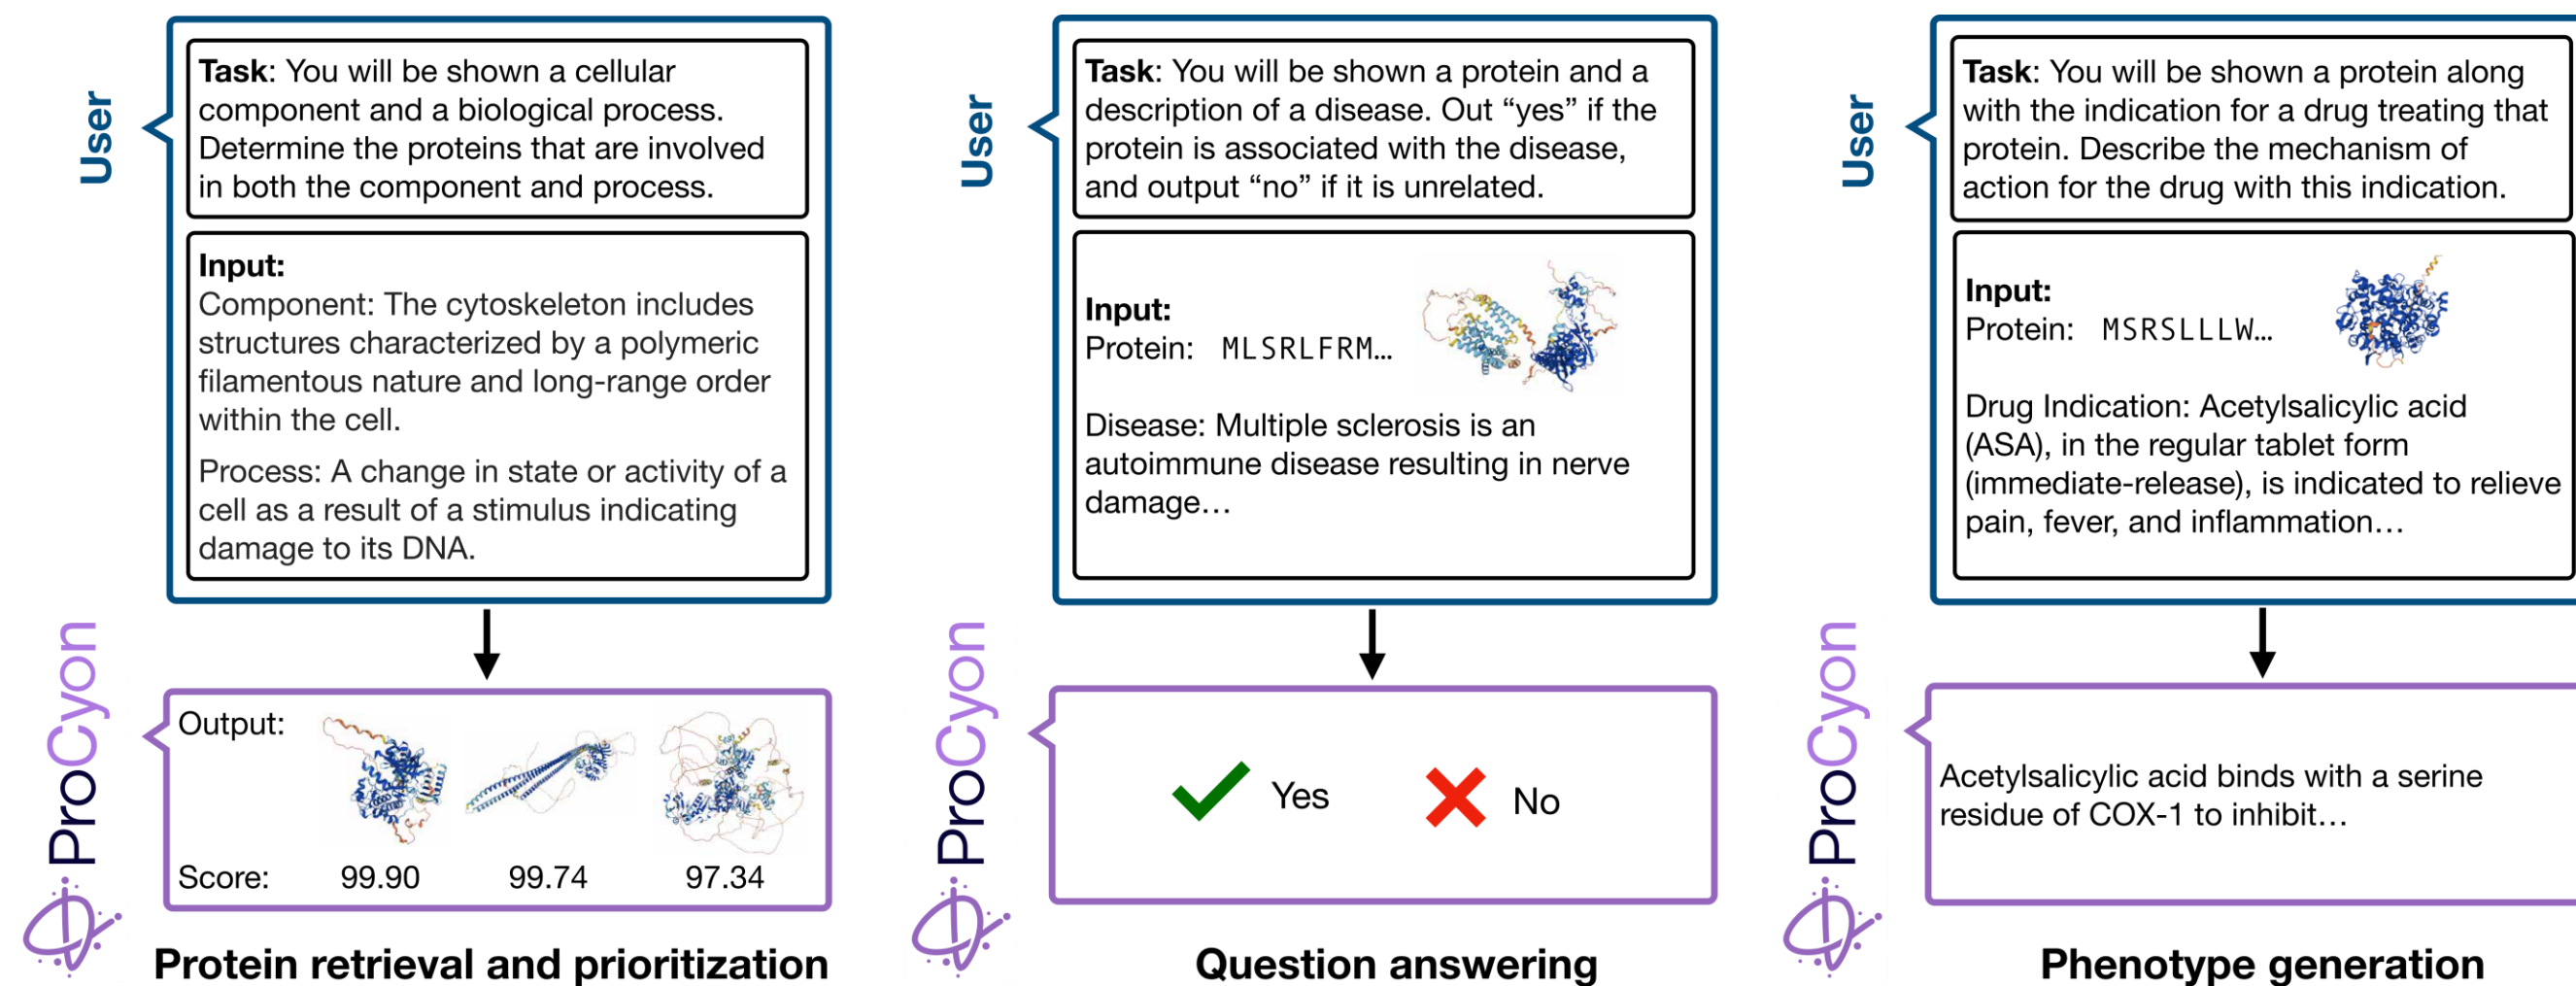 User
Task: You will be shown a cellular
component and a biological process.
Determine the proteins that are involved
in both the component and process.
Input:
Component: The cytoskeleton includes
structures characterized by a polymeric
filamentous nature and long-range order
within the cell.
Process: A change in state or activity of a
cell as a result of a stimulus indicating
damage to its DNA.
ProCyon
Output:
Score: 99.90 99.74 97.34
Protein retrieval and prioritization
User
Task: You will be shown a protein and a
description of a disease. Out “yes” if the
protein is associated with the disease,
and output “no” if it is unrelated.
Input:
Protein: MLSRLFRM…
Disease: Multiple sclerosis is an
autoimmune disease resulting in nerve
damage…
ProCyon
Yes No
Question answering
User
Task: You will be shown a protein along
with the indication for a drug treating that
protein. Describe the mechanism of
action for the drug with this indication.
Input:
Protein: MSRSLLLW…
Drug Indication: Acetylsalicylic acid
(ASA), in the regular tablet form
(immediate-release), is indicated to relieve
pain, fever, and inflammation…
ProCyon
Acetylsalicylic acid binds with a serine
residue of COX-1 to inhibit…
Phenotype generation